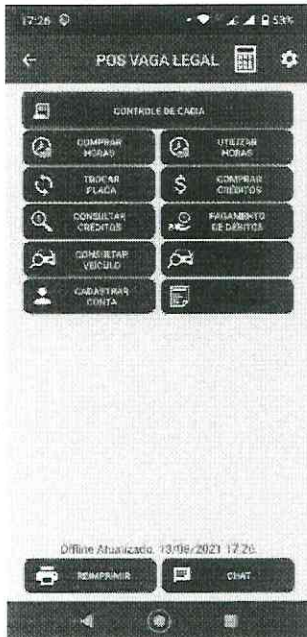 17:26 53%
POS VAGA LEGAL
CONTROLE DE CAIXA
COMPRAR
HORAS
UTILIZAR
HORAS
TROCAR
PLACA
COMPRAR
CRÉDITOS
CONSULTAR
CRÉDITOS
PAGAMENTO
DE DÉBITOS
CONSULTAR
VEÍCULO
CADASTRAR
CONTA
Offline Atualizado: 13/08/2021 17:26
REIMPRIMIR
CHAT